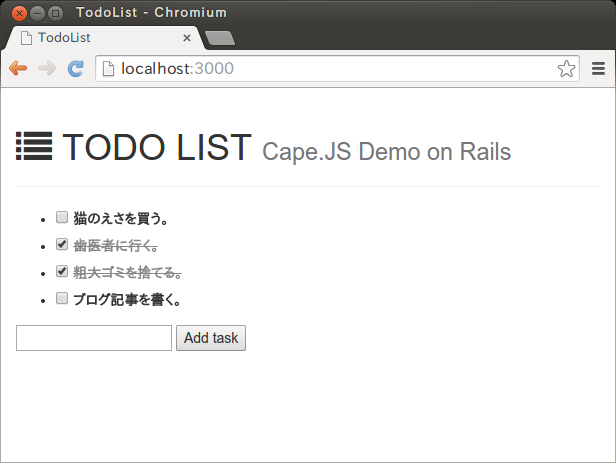 TodoList - Chromium
TodoList
localhost:3000
TODO LIST Cape.JS Demo on Rails
猫のえさを買う。
歯医者に行く。
粗大ゴミを捨てる。
ブログ記事を書く。
Add task